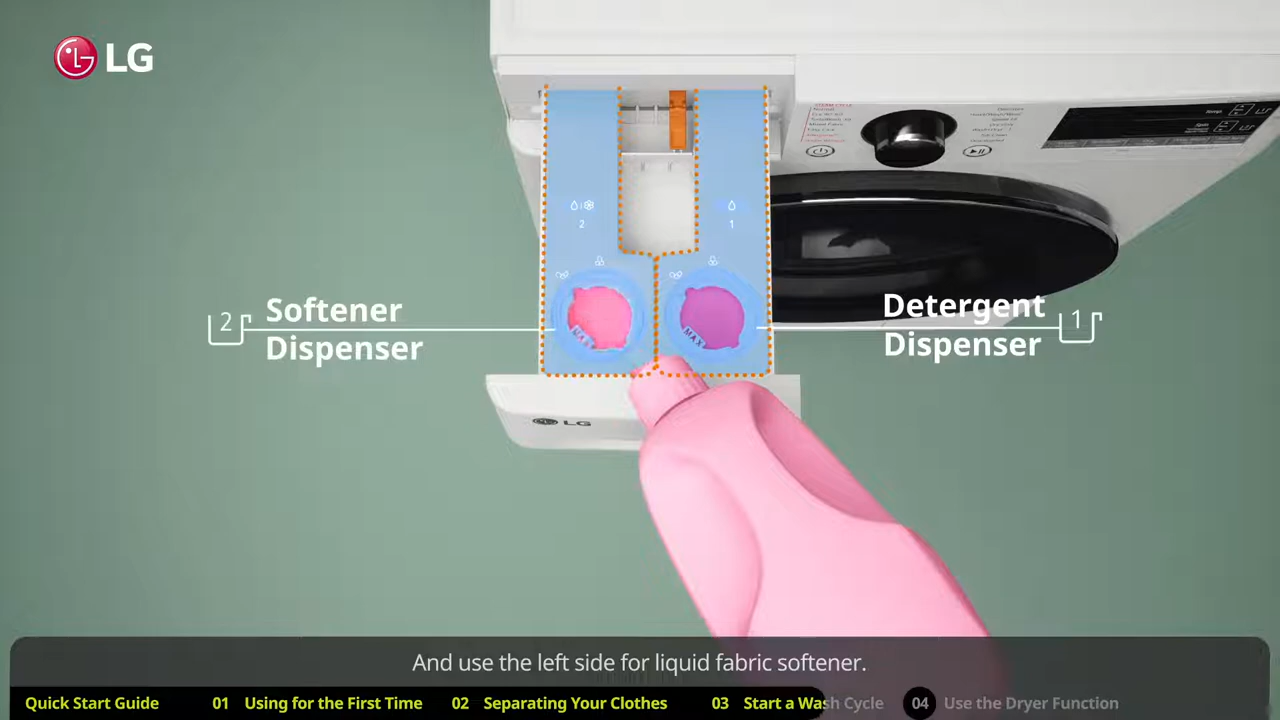 LG
2
1
2
Softener
Dispenser
Detergent
Dispenser
1
MAX
MAX
LG
And use the left side for liquid fabric softener.
Quick Start Guide
01 Using for the First Time
02 Separating Your Clothes
03 Start a Wash Cycle
04 Use the Dryer Function